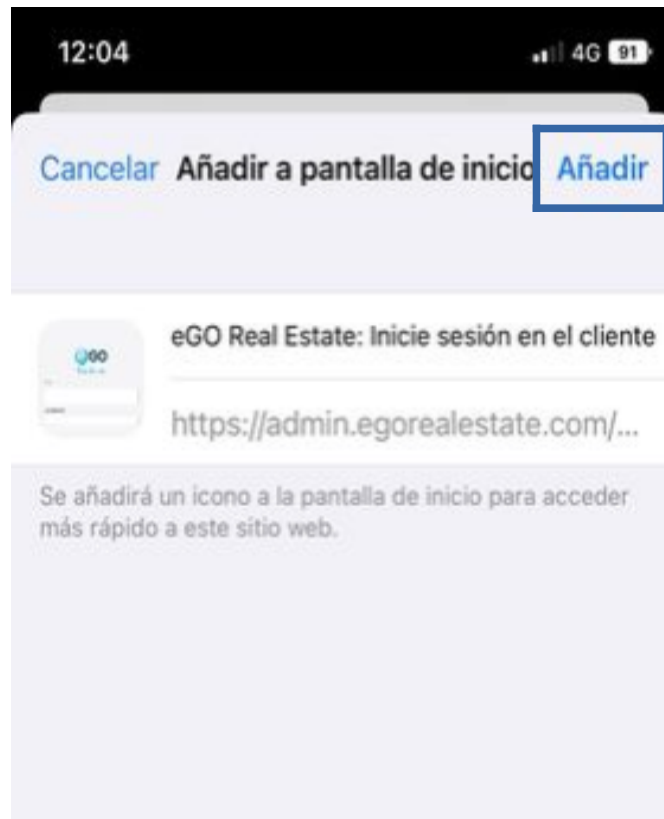 12:04
4G 91
Cancelar Añadir a pantalla de inicio Añadir
eGO Real Estate: Inicie sesión en el cliente
https://admin.egorealestate.com/...
Se añadirá un icono a la pantalla de inicio para acceder
más rápido a este sitio web.